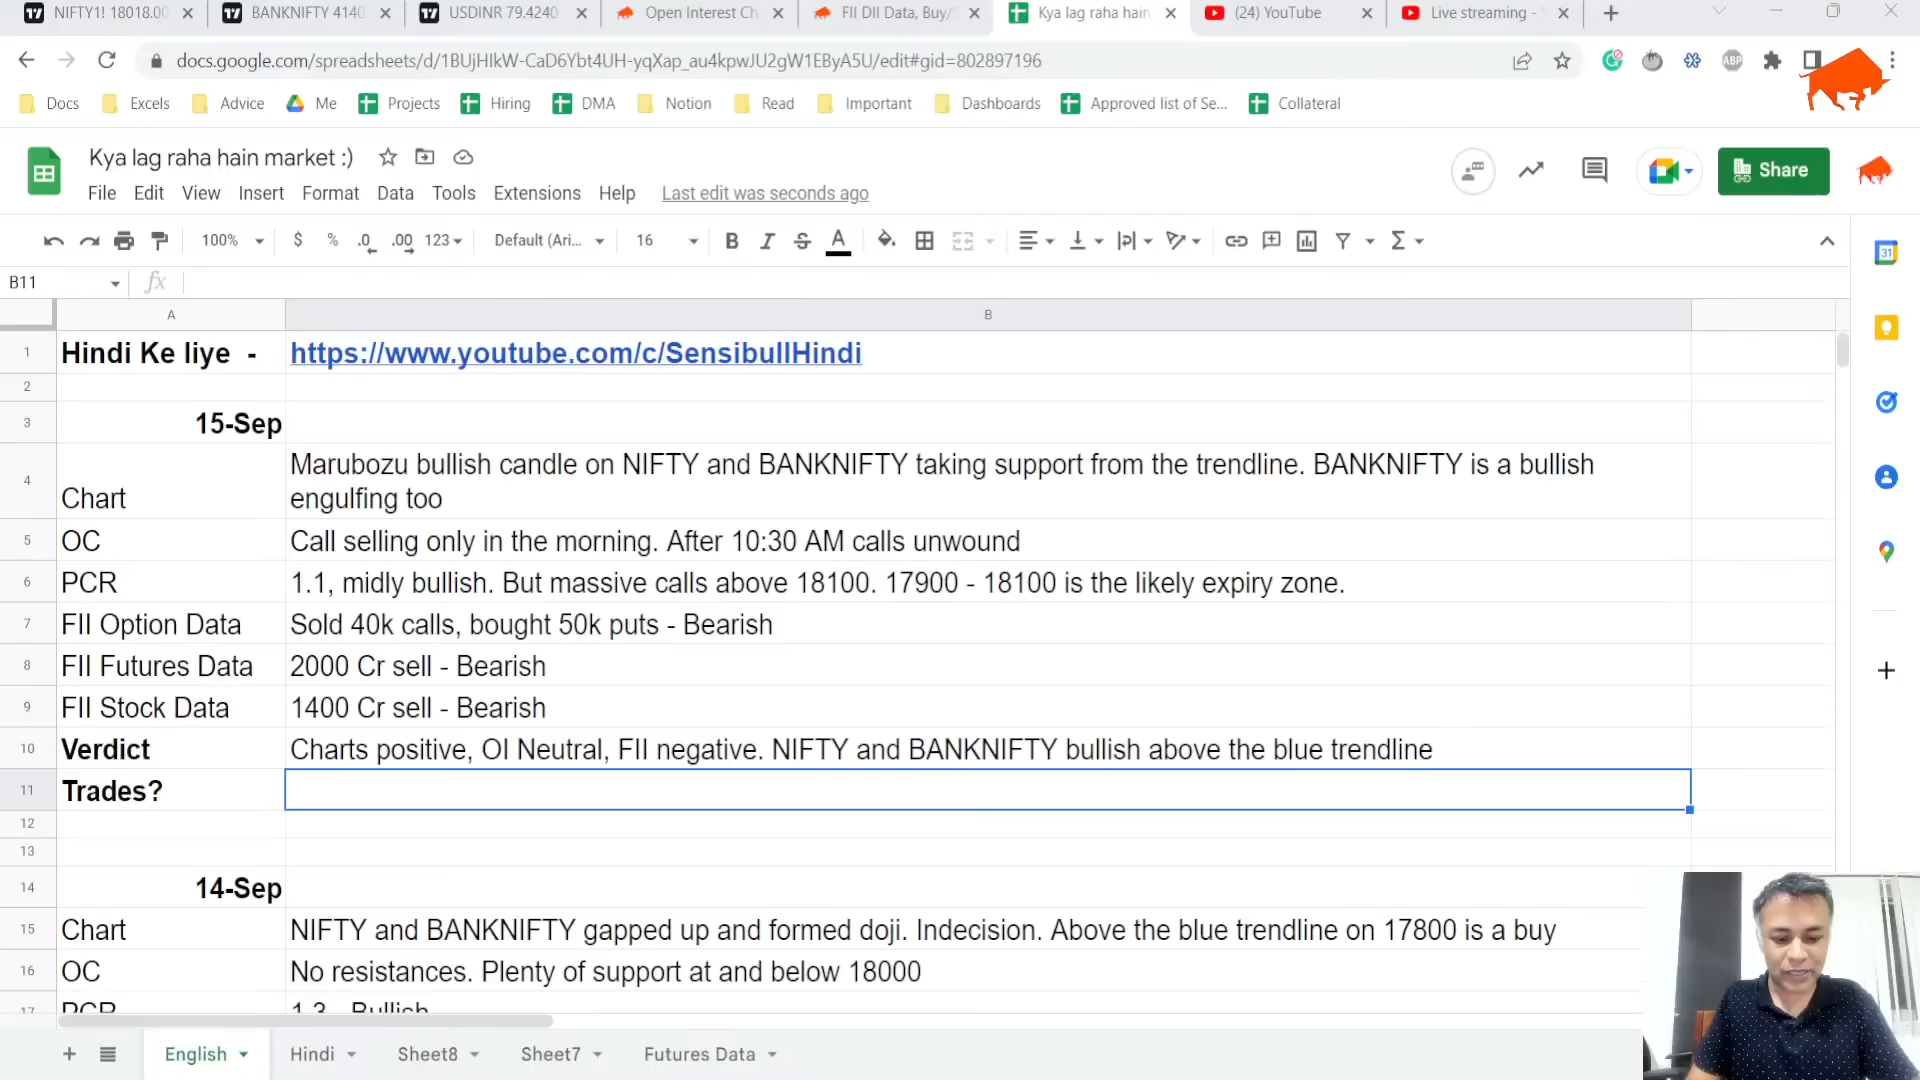 NIFTY1! 18018.00
BANKNIFTY 4140
USDINR 79.4240
Open Interest Ch
FII DII Data, Buy/
Kya lag raha hain
(24) YouTube
Live streaming -
docs.google.com/spreadsheets/d/1BUjHIkW-CaD6Ybt4UH-yqXap_au4kpwJU2gW1EByA5U/edit#gid=802897196
Docs
Excels
Advice
Me
Projects
Hiring
DMA
Notion
Read
Important
Dashboards
Approved list of Se...
Collateral
Kya lag raha hain market :)
File Edit View Insert Format Data Tools Extensions Help Last edit was seconds ago
Share
100% $ % .0 .00 123 Default (Ari... 16 B I S A Σ
31
ABP
B11 fx
A B
1 Hindi Ke liye - https://www.youtube.com/c/SensibullHindi
2
3 15-Sep
Marubozu bullish candle on NIFTY and BANKNIFTY taking support from the trendline. BANKNIFTY is a bullish
4 Chart engulfing too
5 OC Call selling only in the morning. After 10:30 AM calls unwound
6 PCR 1.1, midly bullish. But massive calls above 18100. 17900 - 18100 is the likely expiry zone.
7 FII Option Data Sold 40k calls, bought 50k puts - Bearish
8 FII Futures Data 2000 Cr sell - Bearish
9 FII Stock Data 1400 Cr sell - Bearish
10 Verdict Charts positive, OI Neutral, FII negative. NIFTY and BANKNIFTY bullish above the blue trendline
11 Trades?
12
13
14 14-Sep
15 Chart NIFTY and BANKNIFTY gapped up and formed doji. Indecision. Above the blue trendline on 17800 is a buy
16 OC No resistances. Plenty of support at and below 18000
17 PCR 1.3 - Bullish
English Hindi Sheet8 Sheet7 Futures Data